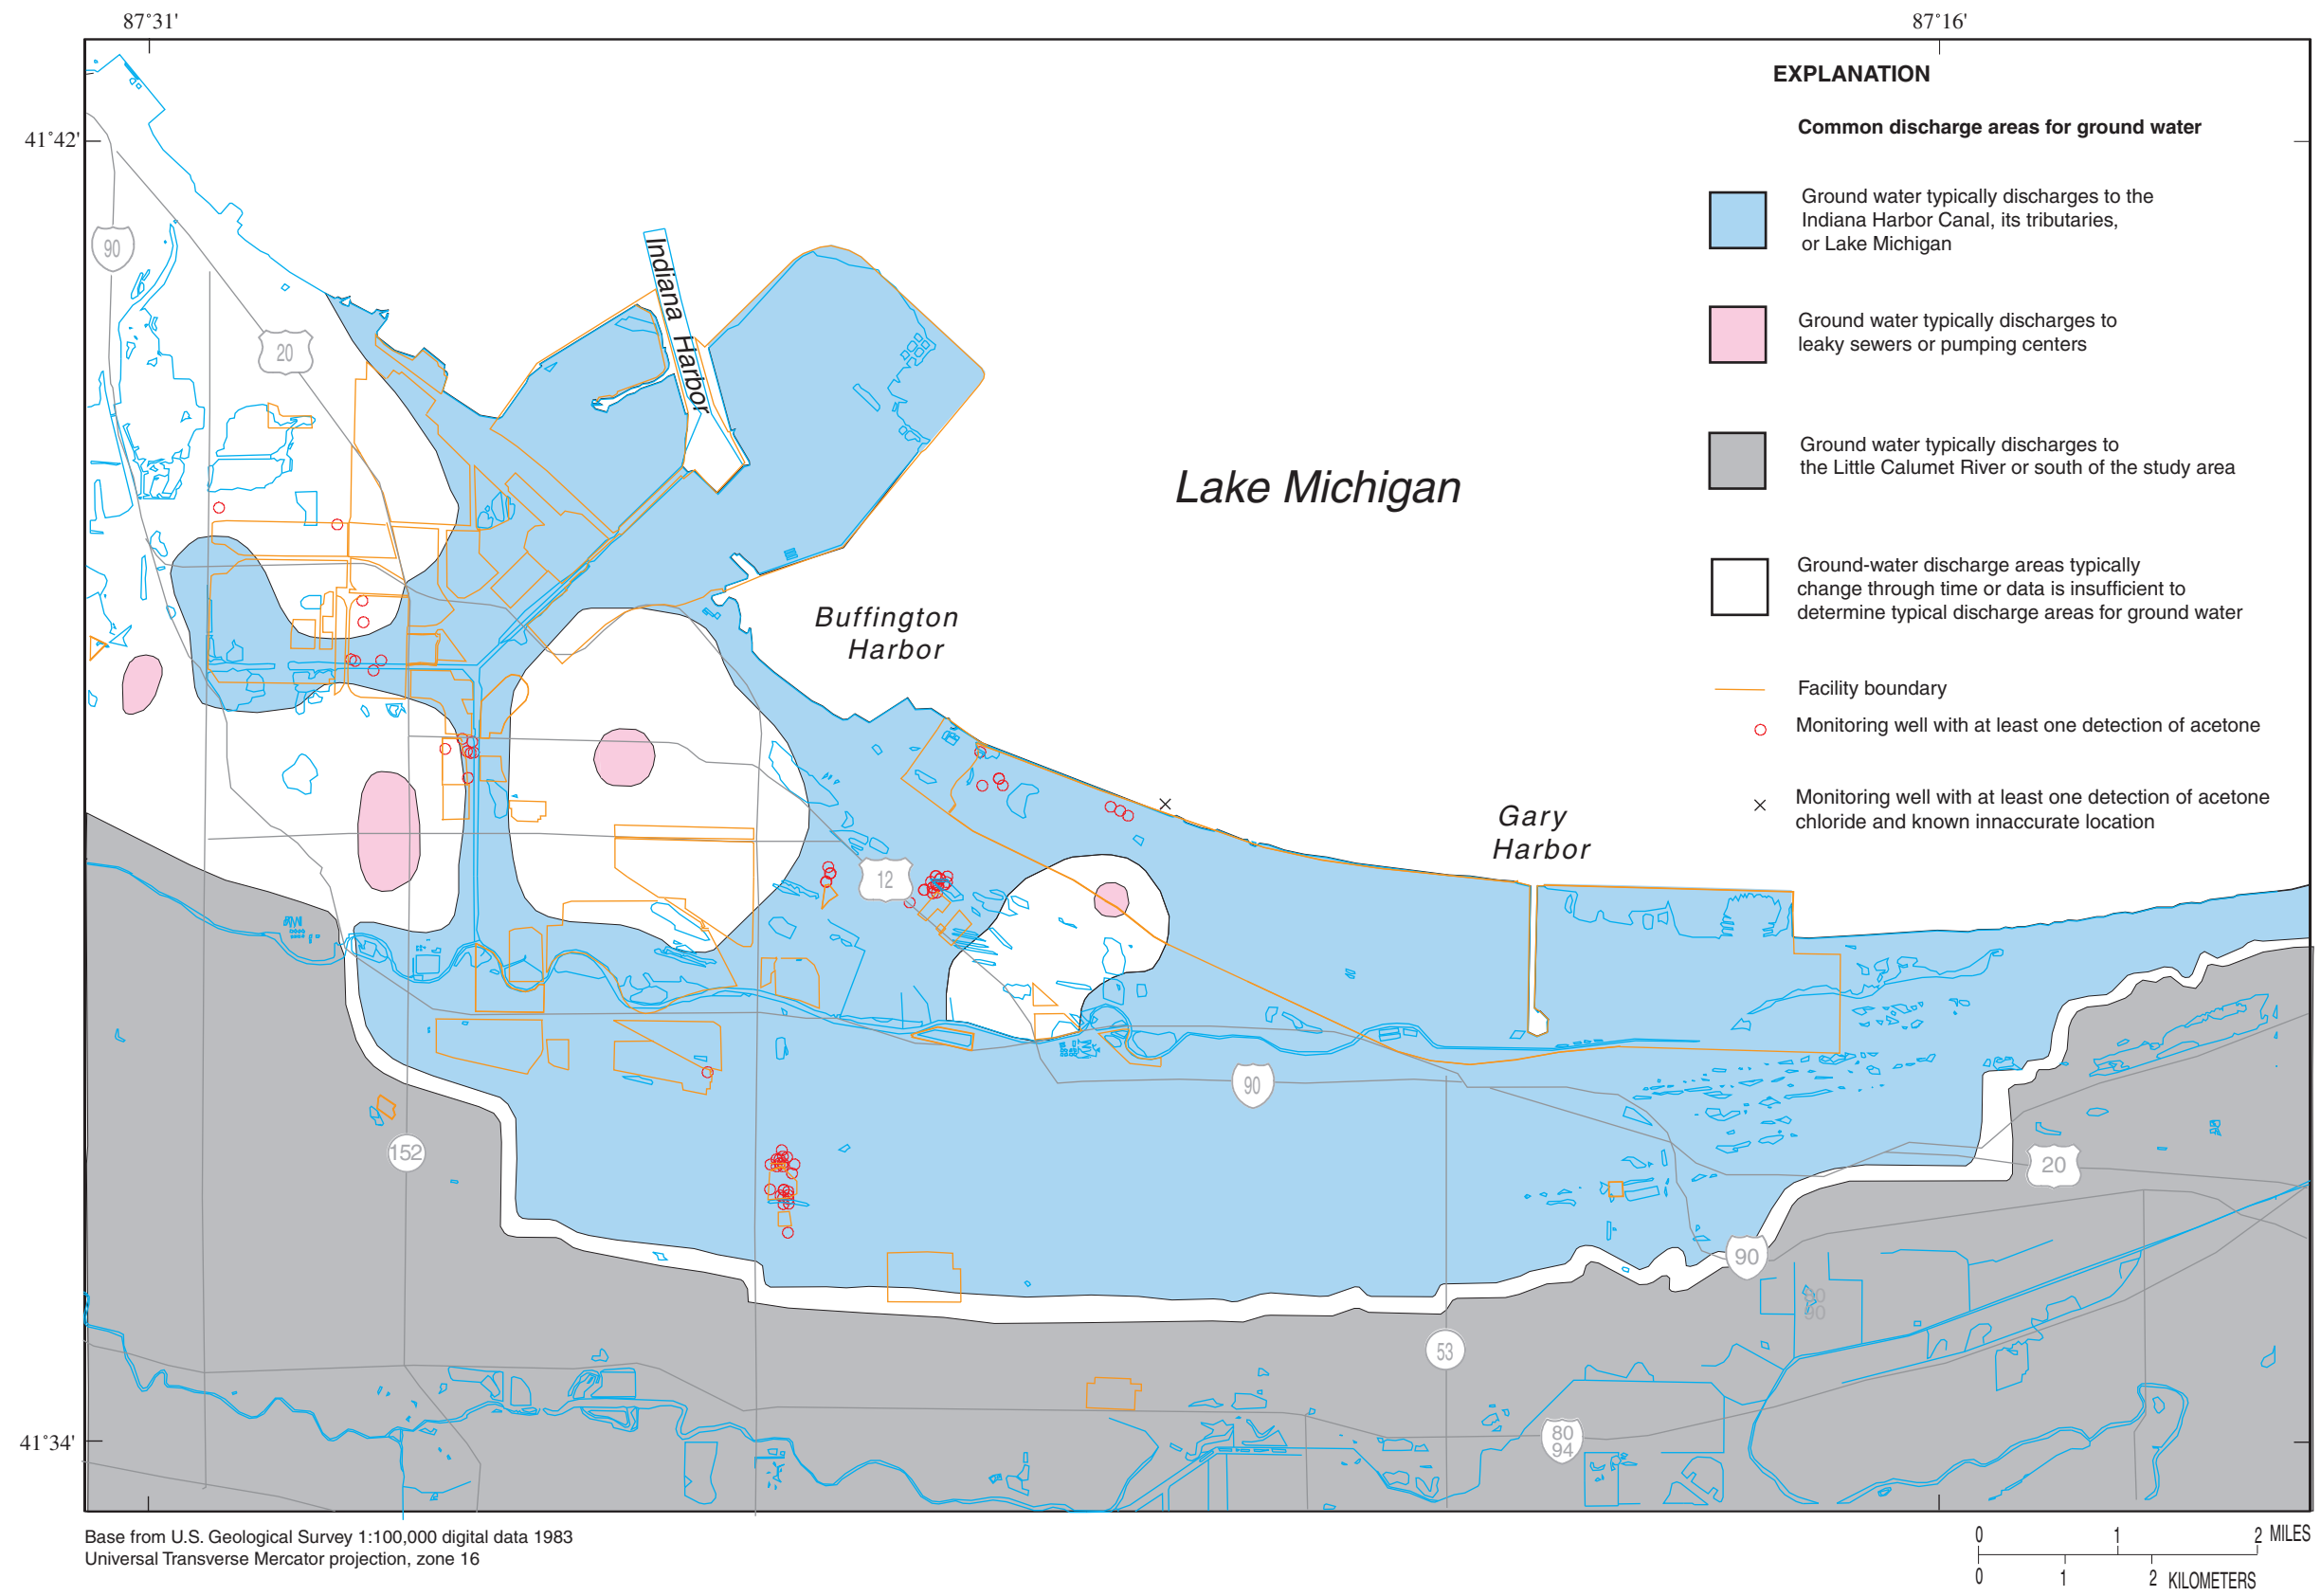 87°31'
87°16'
41°42'
EXPLANATION
Common discharge areas for ground water
Ground water typically discharges to the
Indiana Harbor Canal, its tributaries,
or Lake Michigan
Ground water typically discharges to
leaky sewers or pumping centers
Ground water typically discharges to
the Little Calumet River or south of the study area
Ground-water discharge areas typically
change through time or data is insufficient to
determine typical discharge areas for ground water
Facility boundary
Monitoring well with at least one detection of acetone
Monitoring well with at least one detection of acetone
chloride and known innaccurate location
90
20
Indiana Harbor
Lake Michigan
Buffington
Harbor
Gary
Harbor
12
90
152
20
90
80
90
53
80
94
41°34'
Base from U.S. Geological Survey 1:100,000 digital data 1983
Universal Transverse Mercator projection, zone 16
0 1 2 MILES
0 1 2 KILOMETERS